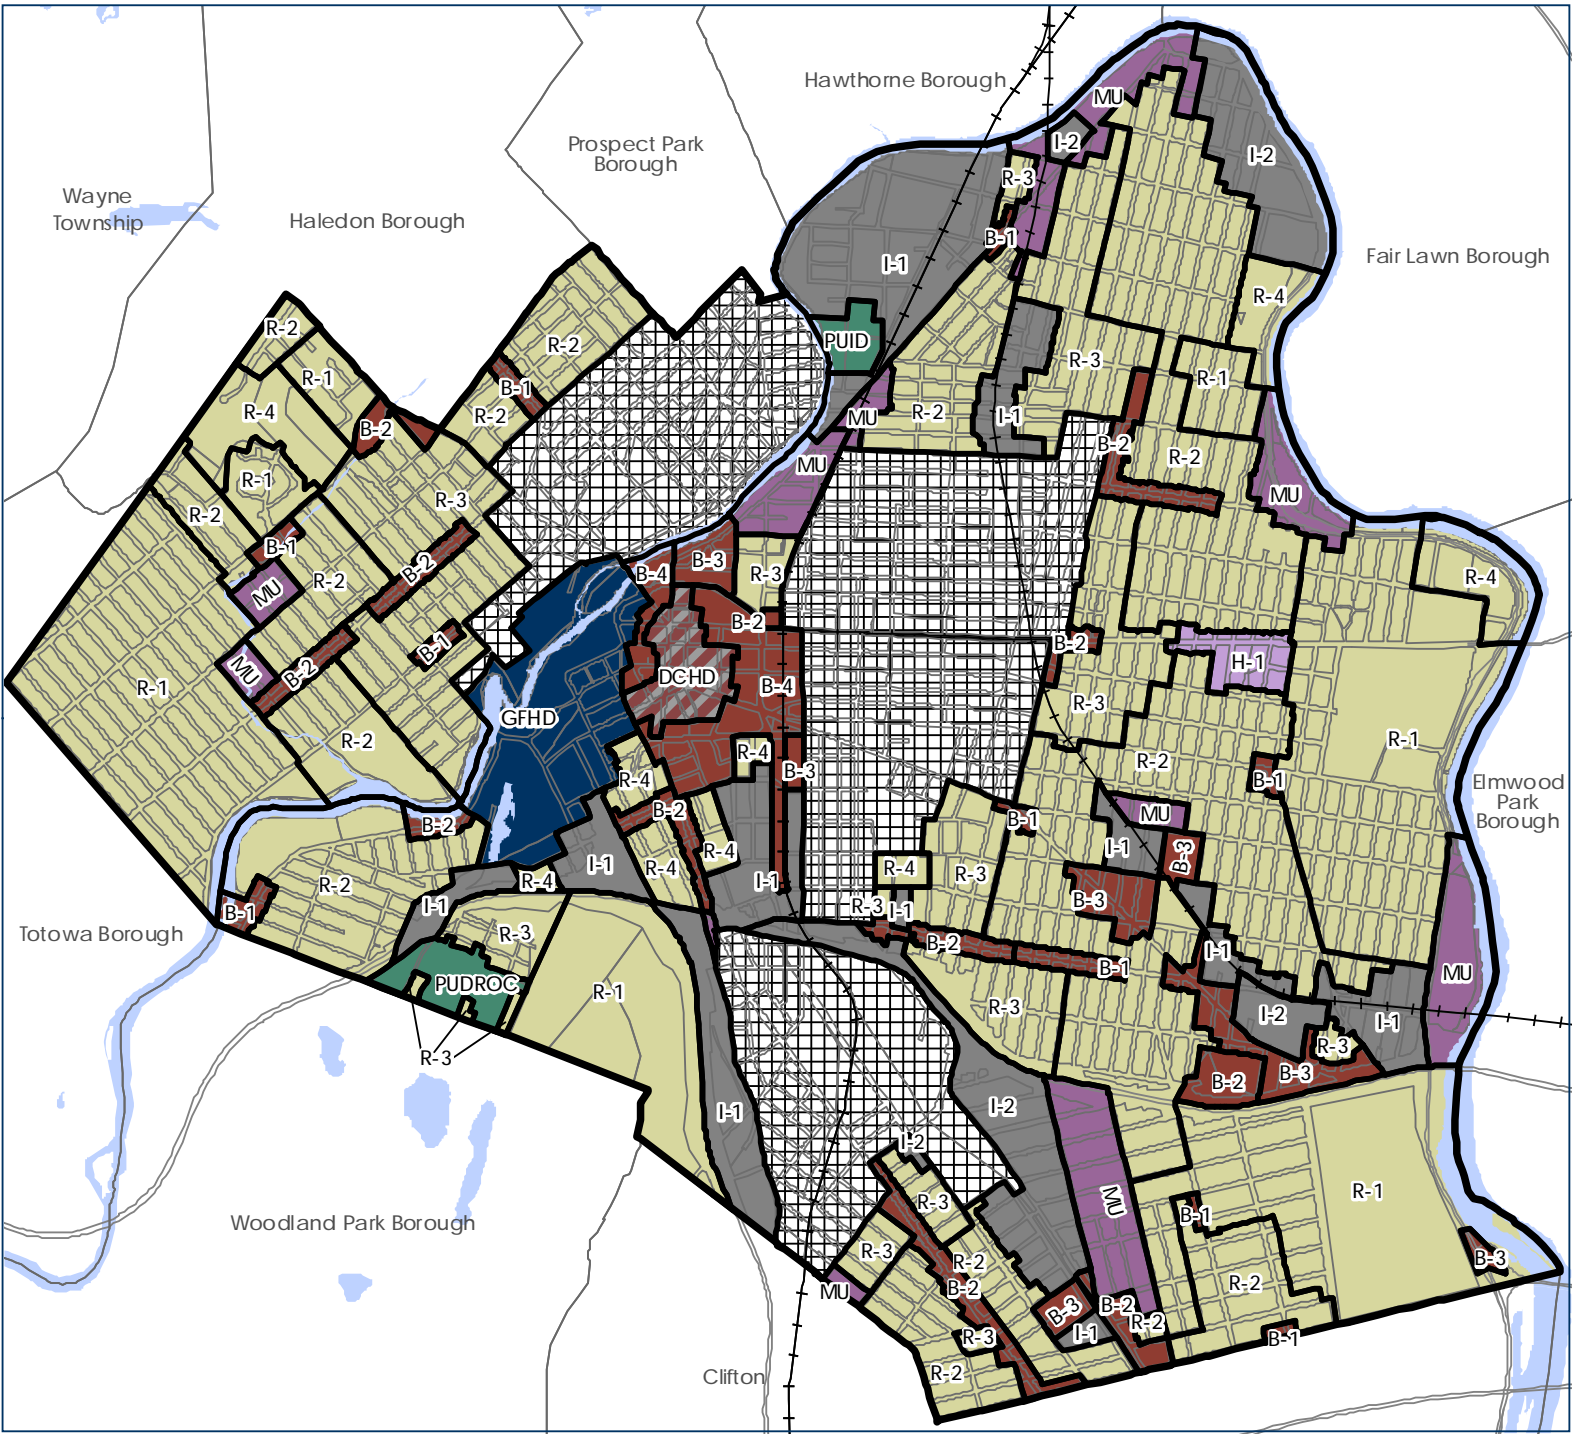 Hawthorne Borough
MU
I-2
I-2
Prospect Park
Borough
R-3
Wayne
Township
Haledon Borough
B-1
Fair Lawn Borough
I-1
R-4
R-2
PUID
R-2
R-3
R-1
R-1
B-1
R-4
R-2
MU
R-2
I-1
B-2
B-2
R-2
MU
R-1
R-3
MU
R-2
B-1
B-3
B-4
R-3
B-2
R-2
R-4
MU
B-2
B-1
B-2
MU
B-2
H-1
DCHD
B-4
R-1
R-3
GFHD
R-2
R-1
R-4
B-3
R-2
R-4
B-1
Elmwood
Park
Borough
B-2
MU
B-1
B-2
I-1
B-3
R-4
I-1
R-4
R-4
R-3
R-4
I-1
R-2
B-3
I-1
R-3
I-1
B-1
Totowa Borough
R-3
B-2
I-1
B-1
MU
PUDROC
R-1
R-3
I-2
I-1
R-3
R-3
B-3
B-2
I-1
I-2
I-2
R-1
R-3
MU
B-1
Woodland Park Borough
R-3
R-2
B-3
R-2
B-2
MU
B-3
B-2
R-2
I-1
R-3
B-1
R-2
Clifton